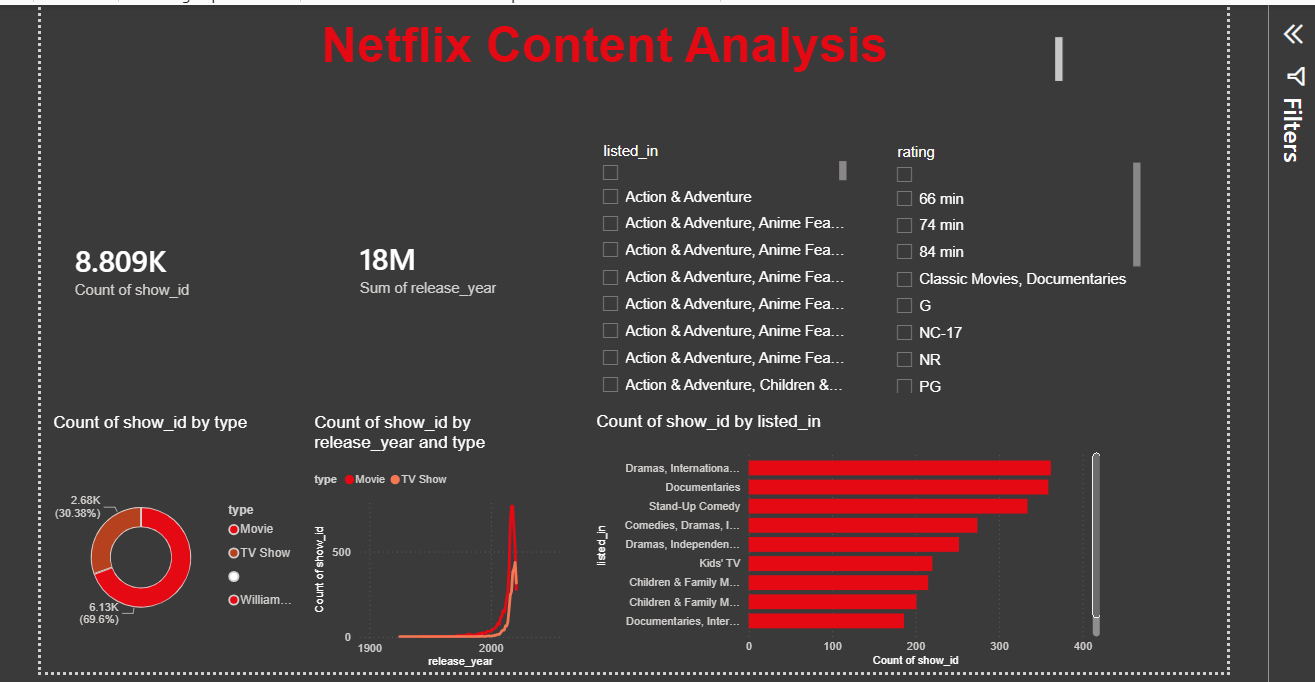 Netflix Content Analysis
Filters
listed_in
Action & Adventure
Action & Adventure, Anime Fea...
Action & Adventure, Anime Fea...
Action & Adventure, Anime Fea...
Action & Adventure, Anime Fea...
Action & Adventure, Anime Fea...
Action & Adventure, Anime Fea...
Action & Adventure, Children &...
rating
66 min
74 min
84 min
Classic Movies, Documentaries
G
NC-17
NR
PG
8.809K
Count of show_id
18M
Sum of release_year
Count of show_id by type
2.68K
(30.38%)
6.13K
(69.6%)
type
Movie
TV Show
William...
Count of show_id by
release_year and type
type Movie TV Show
Count of show_id
500
0
1900 2000
release_year
Count of show_id by listed_in
listed_in
Dramas, Internationa...
Documentaries
Stand-Up Comedy
Comedies, Dramas, I...
Dramas, Independen...
Kids' TV
Children & Family M...
Children & Family M...
Documentaries, Inter...
0 100 200 300 400
Count of show_id